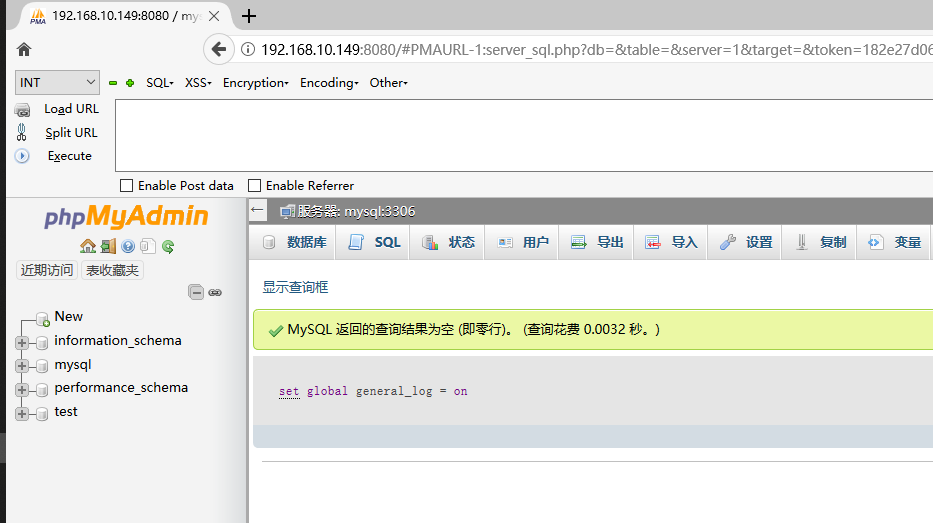 192.168.10.149:8080 / mys
192.168.10.149:8080/#PMAURL-1:server_sql.php?db=&table=&server=1&target=&token=182e27d06
INT SQL▾ XSS▾ Encryption▾ Encoding▾ Other▾
Load URL
Split URL
Execute
Enable Post data Enable Referrer
phpMyAdmin
近期访问 表收藏夹
New
information_schema
mysql
performance_schema
test
服务器: mysql:3306
数据库 SQL 状态 用户 导出 导入 设置 复制 变量
显示查询框
MySQL 返回的查询结果为空 (即零行)。 (查询花费 0.0032 秒。)
set global general_log = on